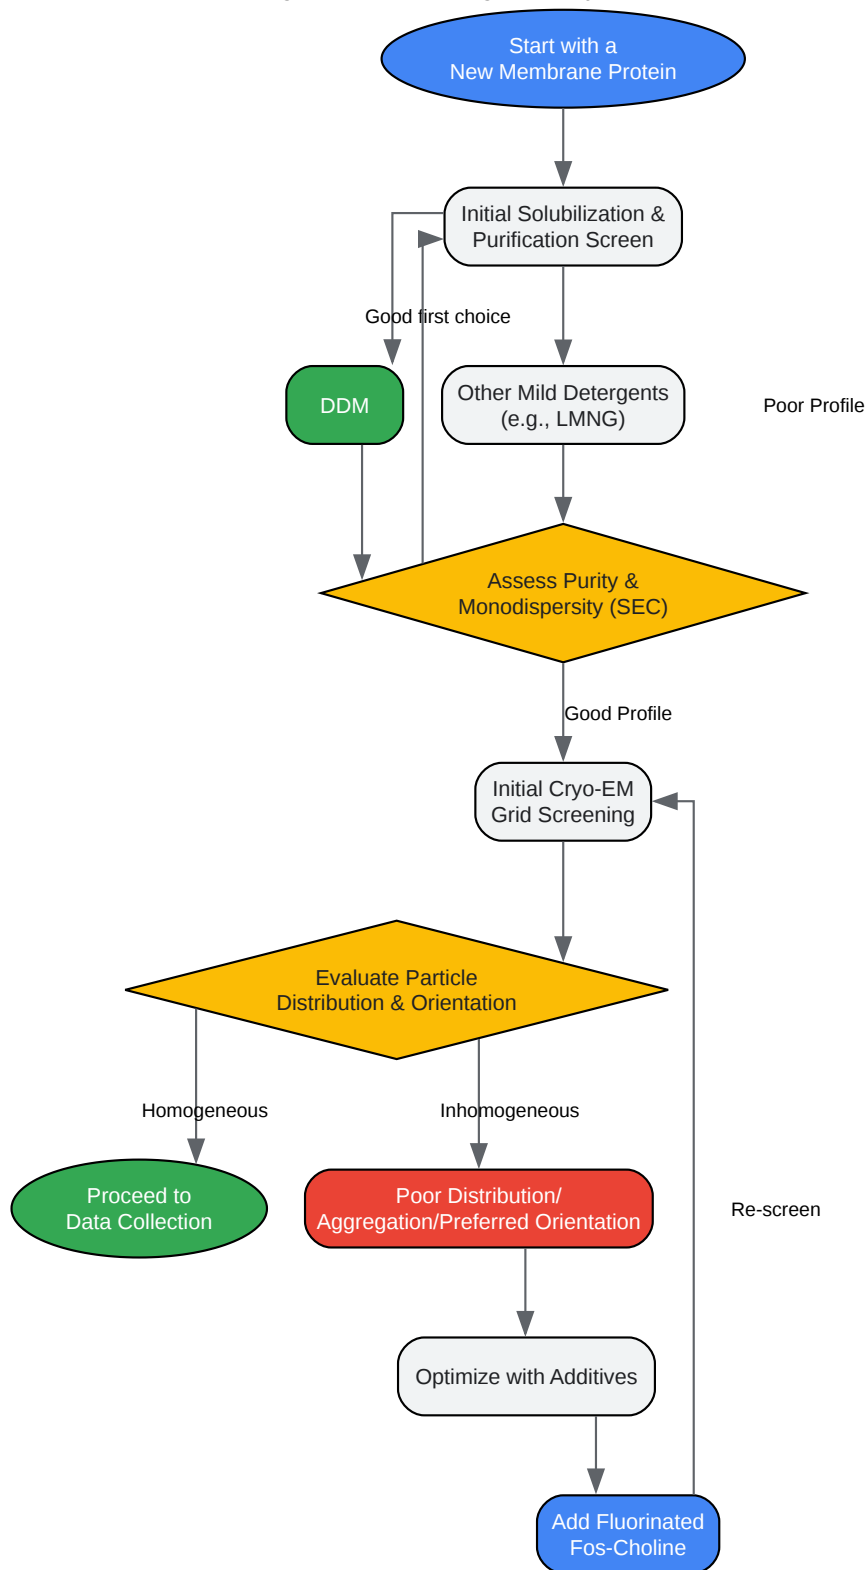 Start with a
New Membrane Protein
Initial Solubilization &
Purification Screen
Good first choice
DDM
Other Mild Detergents
(e.g., LMNG)
Poor Profile
Assess Purity &
Monodispersity (SEC)
Good Profile
Initial Cryo-EM
Grid Screening
Evaluate Particle
Distribution & Orientation
Homogeneous
Inhomogeneous
Proceed to
Data Collection
Poor Distribution/
Aggregation/Preferred Orientation
Re-screen
Optimize with Additives
Add Fluorinated
Fos-Choline